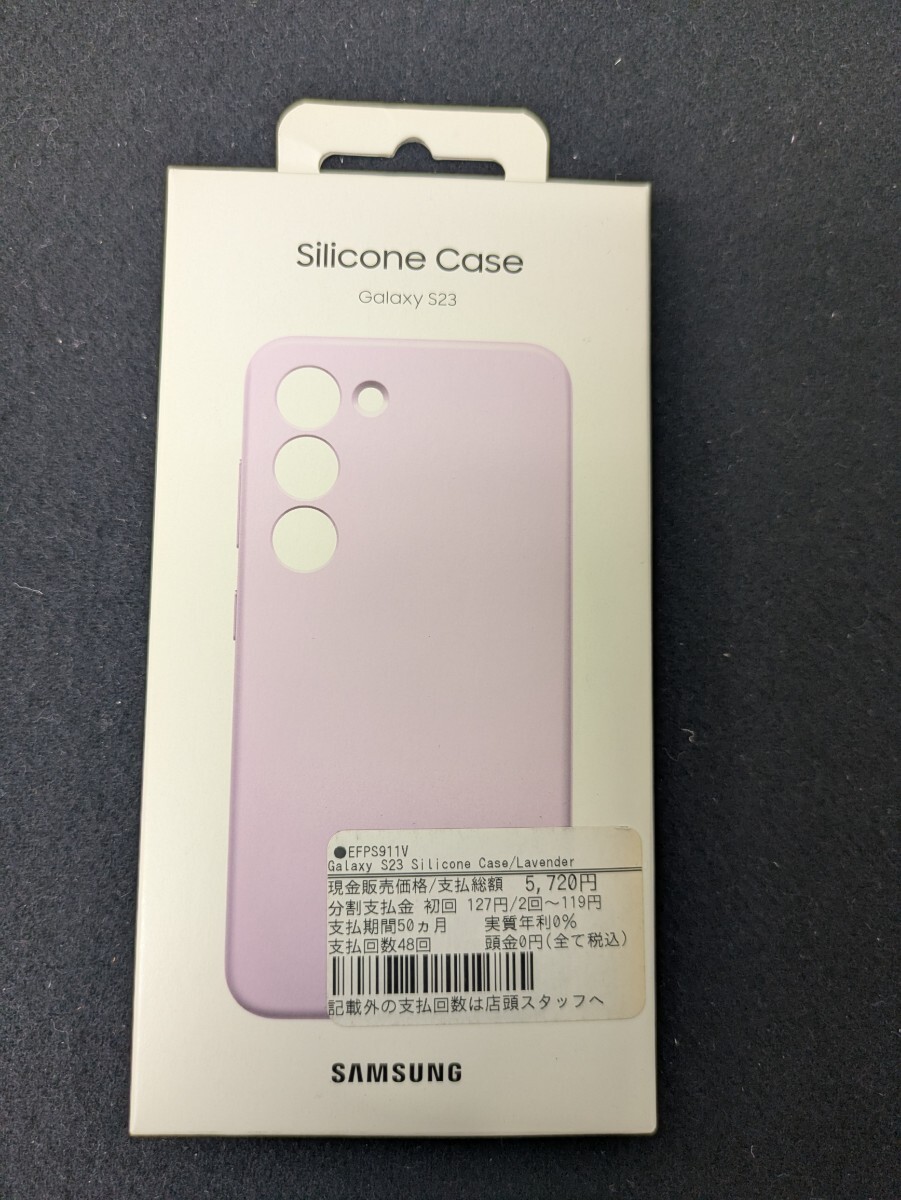 Silicone Case
Galaxy S23
●EFPS911V
Galaxy S23 Silicone Case/Lavender
現金販売価格/支払総額 5,720円
分割支払金 初回 127円/2回～119円
支払期間50ヵ月 実質年利0%
支払回数48回 頭金0円(全て税込)
記載外の支払回数は店頭スタッフへ
SAMSUNG